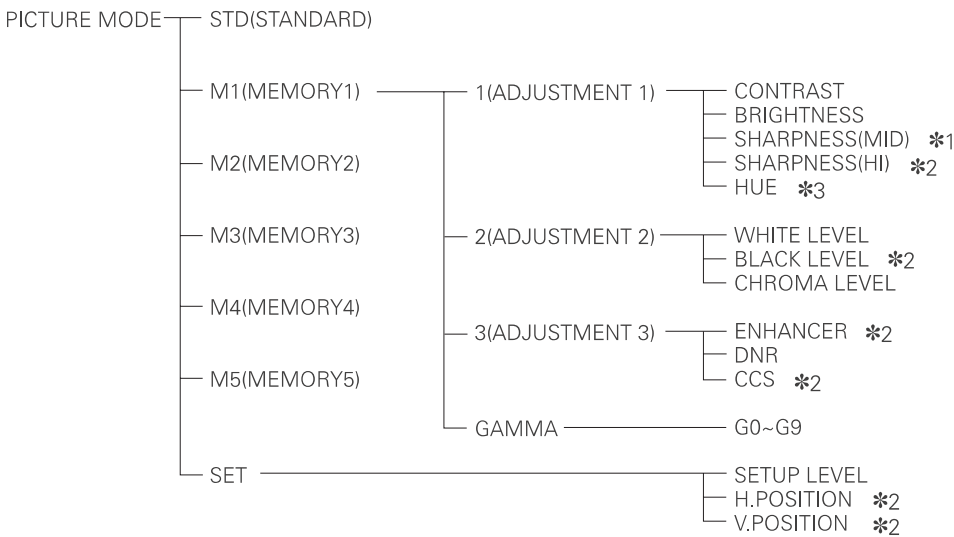 PICTURE MODE STD(STANDARD)
M1(MEMORY1) 1(ADJUSTMENT 1) CONTRAST
BRIGHTNESS
SHARPNESS(MID) ✱1
M2(MEMORY2) SHARPNESS(HI) ✱2
HUE ✱3
M3(MEMORY3) 2(ADJUSTMENT 2) WHITE LEVEL
BLACK LEVEL ✱2
CHROMA LEVEL
M4(MEMORY4)
3(ADJUSTMENT 3) ENHANCER ✱2
DNR
M5(MEMORY5) CCS ✱2
GAMMA G0~G9
SET SETUP LEVEL
H.POSITION ✱2
V.POSITION ✱2